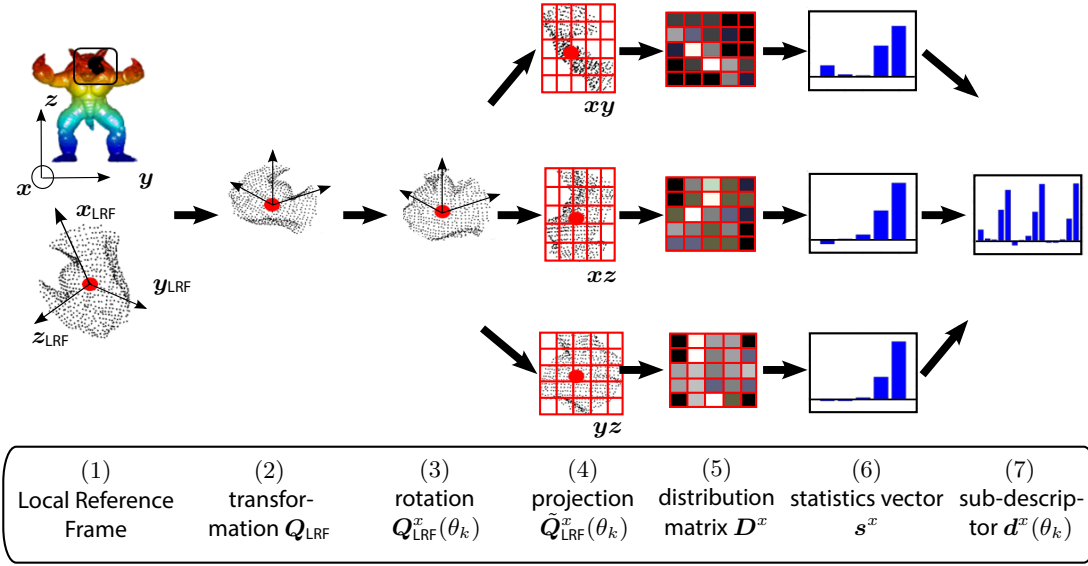 z
x
y
x_LRF
y_LRF
z_LRF
xy
xz
yz
(1)
Local Reference
Frame
(2)
transfor-
mation Q_LRF
(3)
rotation
Q^x_LRF(θ_k)
(4)
projection
Q̃^x_LRF(θ_k)
(5)
distribution
matrix D^x
(6)
statistics vector
s^x
(7)
sub-descrip-
tor d^x(θ_k)